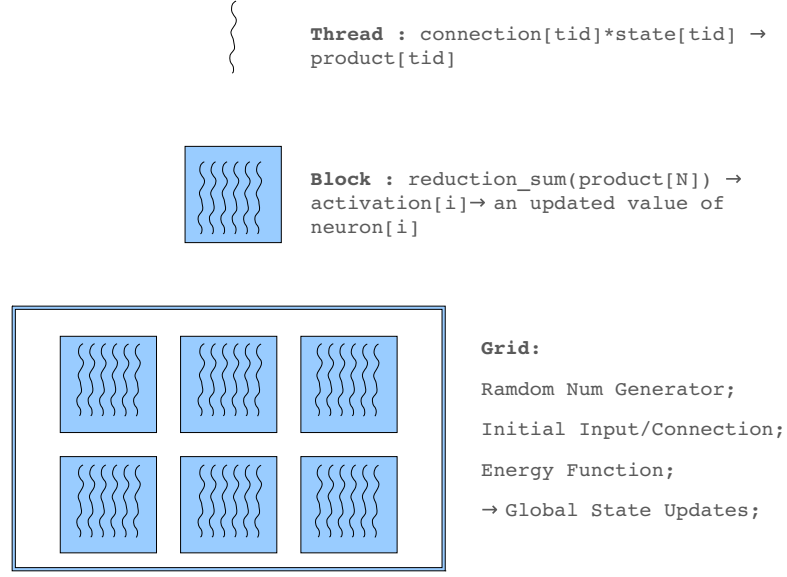 Thread : connection[tid]*state[tid] →
product[tid]
Block : reduction_sum(product[N]) →
activation[i]→ an updated value of
neuron[i]
Grid:
Ramdom Num Generator;
Initial Input/Connection;
Energy Function;
→ Global State Updates;